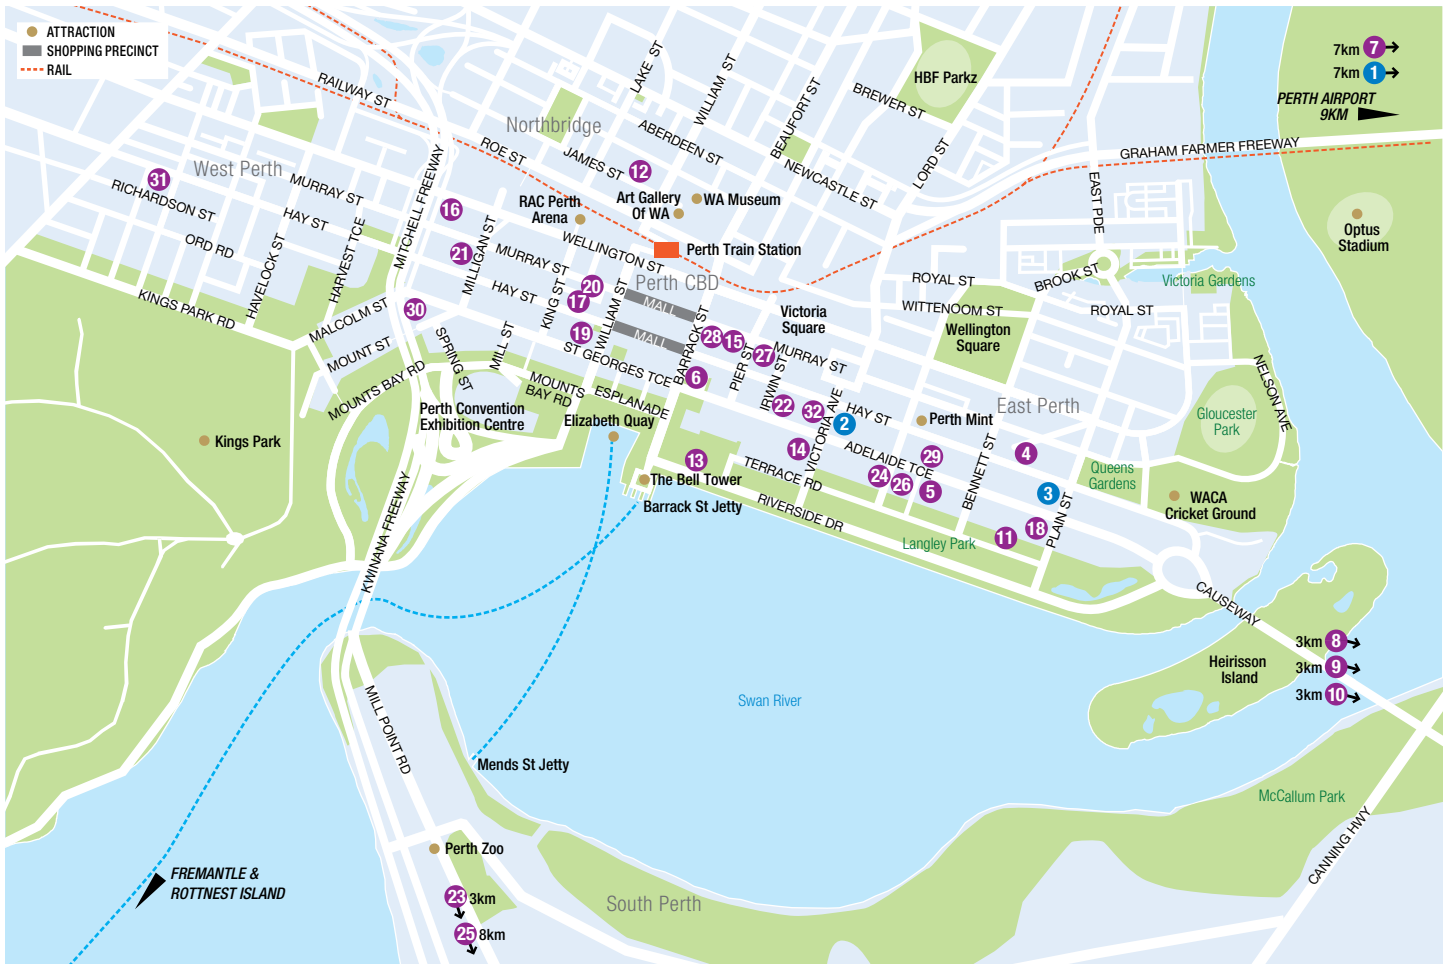 ATTRACTION
SHOPPING PRECINCT
RAIL
7km 7
7km 1
PERTH AIRPORT
9KM
HBF Parkz
LAKE ST
WILLIAM ST
BEAUFORT ST
BREWER ST
LORD ST
RAILWAY ST
Northbridge
ABERDEEN ST
NEWCASTLE ST
ROE ST
JAMES ST
12
GRAHAM FARMER FREEWAY
EAST PDE
West Perth
31
RICHARDSON ST
MURRAY ST
HAY ST
ORD RD
HAVELOCK ST
HARVEST TCE
MITCHELL FREEWAY
16
21
MILLIGAN ST
RAC Perth
Arena
Art Gallery
Of WA
WA Museum
Optus
Stadium
WELLINGTON ST
Perth Train Station
Perth CBD
MURRAY ST
HAY ST
KING ST
20
17
19
WILLIAM ST
MALL
MALL
BARRACK ST
28
15
27
Victoria
Square
MURRAY ST
ROYAL ST
BROOK ST
Victoria Gardens
WITTENOOM ST
ROYAL ST
Wellington
Square
KINGS PARK RD
MALCOLM ST
30
MOUNT ST
SPRING ST
MILL ST
MOUNTS BAY RD
ST GEORGES TCE
6
PIER ST
IRWIN ST
22
32
VICTORIA AVE
2
HAY ST
MOUNTS
BAY RD
ESPLANADE
East Perth
NELSON AVE
Gloucester
Park
Perth Convention
Exhibition Centre
Elizabeth Quay
Perth Mint
Kings Park
13
14
ADELAIDE TCE
29
4
24
26
5
BENNETT ST
Queens
Gardens
3
WACA
Cricket Ground
The Bell Tower
Barrack St Jetty
TERRACE RD
RIVERSIDE DR
Langley Park
11
18
PLAIN ST
KWINANA FREEWAY
CAUSEWAY
Heirisson
Island
3km 8
3km 9
3km 10
Swan River
MILL POINT RD
Mends St Jetty
McCallum Park
CANNING HWY
Perth Zoo
FREMANTLE &
ROTTNEST ISLAND
23 3km
25 8km
South Perth